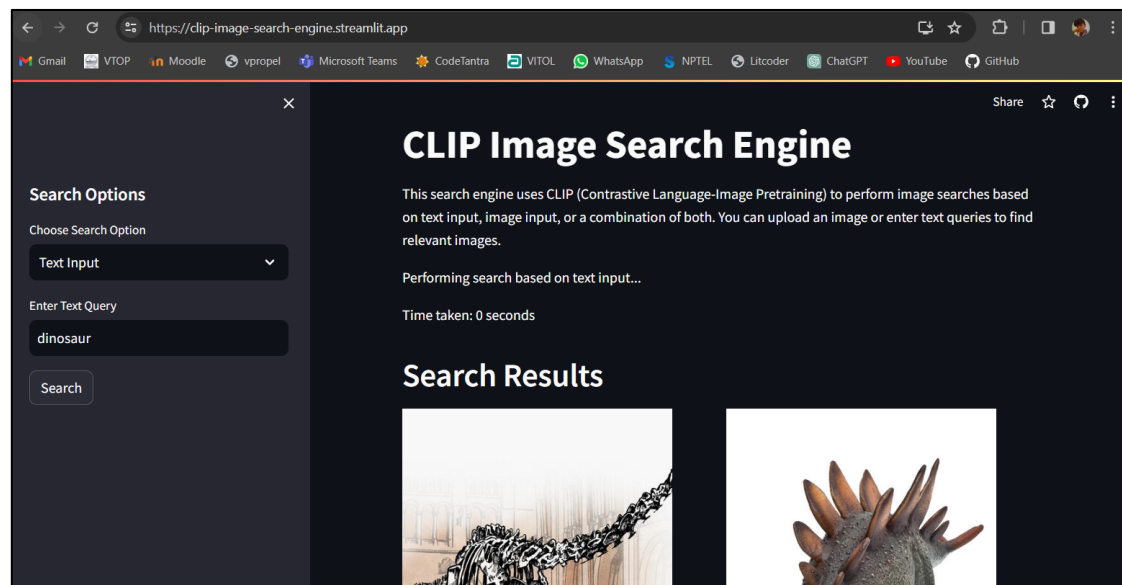 https://clip-image-search-engine.streamlit.app
Gmail VTOP Moodle vpropel Microsoft Teams CodeTantra VITOL WhatsApp NPTEL Litcoder ChatGPT YouTube GitHub
Share
Search Options
Choose Search Option
Text Input
Enter Text Query
dinosaur
Search
CLIP Image Search Engine
This search engine uses CLIP (Contrastive Language-Image Pretraining) to perform image searches based
on text input, image input, or a combination of both. You can upload an image or enter text queries to find
relevant images.
Performing search based on text input...
Time taken: 0 seconds
Search Results